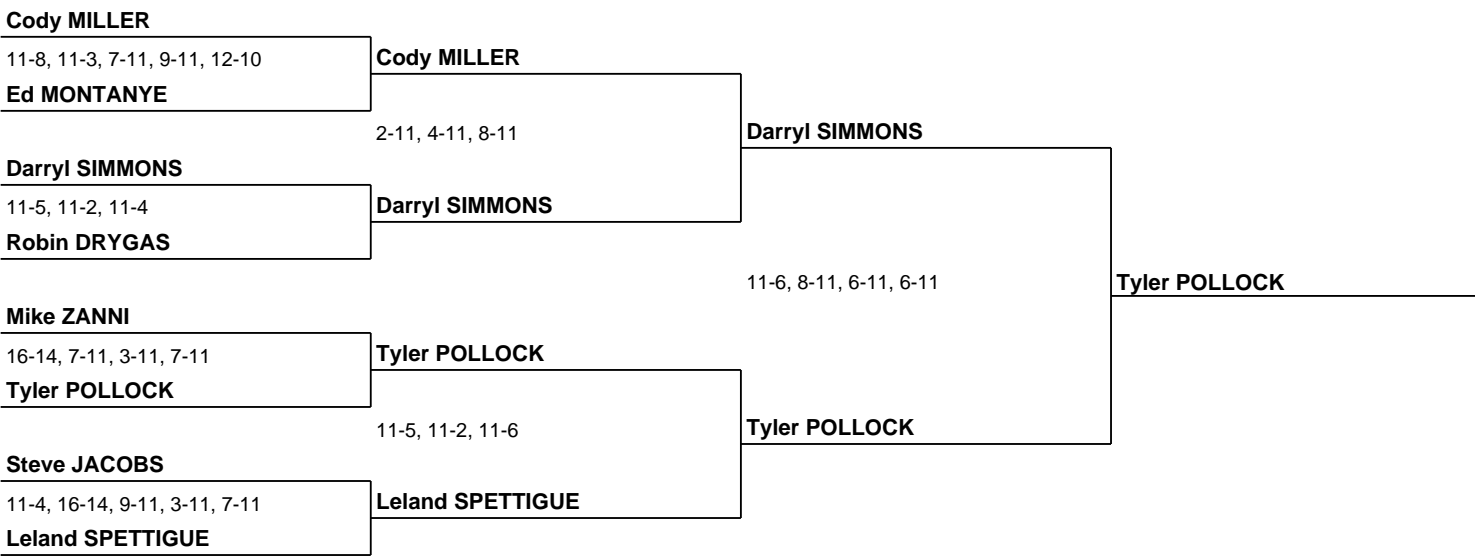 Cody MILLER
11-8, 11-3, 7-11, 9-11, 12-10
Ed MONTANYE
Darryl SIMMONS
11-5, 11-2, 11-4
Robin DRYGAS
Mike ZANNI
16-14, 7-11, 3-11, 7-11
Tyler POLLOCK
Steve JACOBS
11-4, 16-14, 9-11, 3-11, 7-11
Leland SPETTIGUE
Cody MILLER
2-11, 4-11, 8-11
Darryl SIMMONS
Tyler POLLOCK
11-5, 11-2, 11-6
Leland SPETTIGUE
Darryl SIMMONS
11-6, 8-11, 6-11, 6-11
Tyler POLLOCK
Tyler POLLOCK